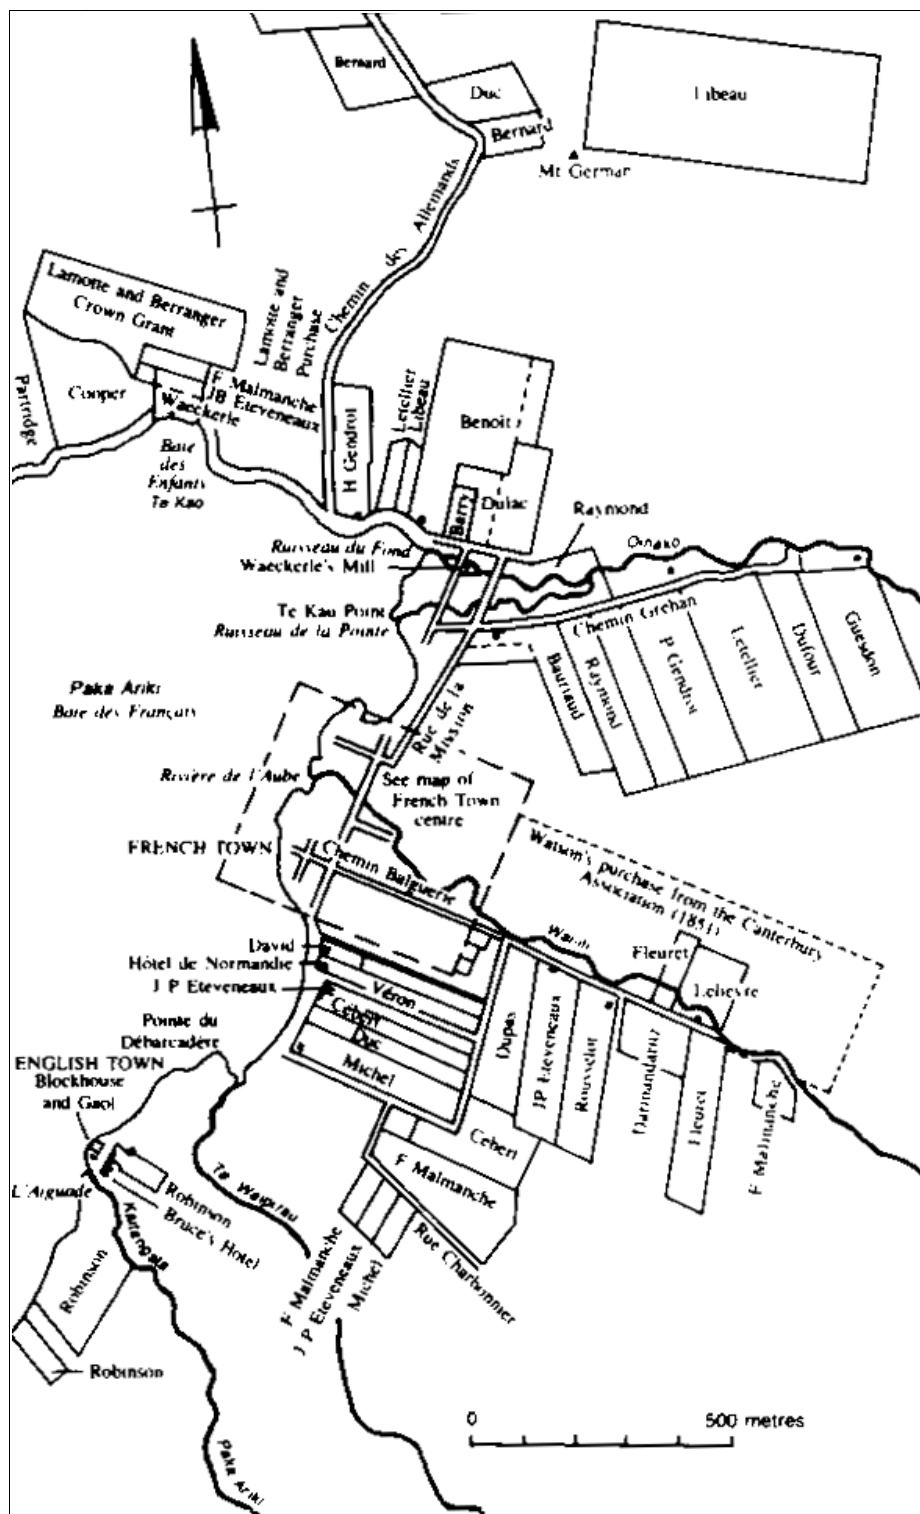 Bernard
Duc
Bernard
Libeau
Mt German
Chemin des Allemands
Lamotte and Berranger
Crown Grant
Lamotte and
Berranger
Purchase
Partridge
Cooper
F Malmanche
JB Eteveneaux
Waeckerle
Baie
des
Enfants
Te Kao
H Gendrot
Letellier
Libeau
Benoit
Barry
Dulac
Raymond
Oinako
Ruisseau du Fond
Waeckerle's Mill
Te Kau Point
Ruisseau de la Pointe
Chemin Grehan
Bauriaud
Raymond
P Gendrot
Letellier
Dufour
Guesdon
Paka Ariki
Baie des Français
Rue de la
Mission
Rivière de l'Aube
See map of
French Town
centre
FRENCH TOWN
Chemin Balguerie
Watson's purchase from the Canterbury
Association (1851)
Fleuret
Lelievre
David
Hôtel de Normandie
J P Eteveneaux
Véron
Cébert
Duc
Michel
Dupas
JP Eteveneaux
Rousselot
Darmandaritz
Fleuret
F Malmanche
Pointe du
Débarcadère
ENGLISH TOWN
Blockhouse
and Gaol
L'Aiguade
Cébert
F Malmanche
Te Waipirau
Robinson
Bruce's Hotel
Robinson
Robinson
F Malmanche
J P Eteveneaux
Michel
Rue Charbonnier
Paka Ariki
0
500 metres